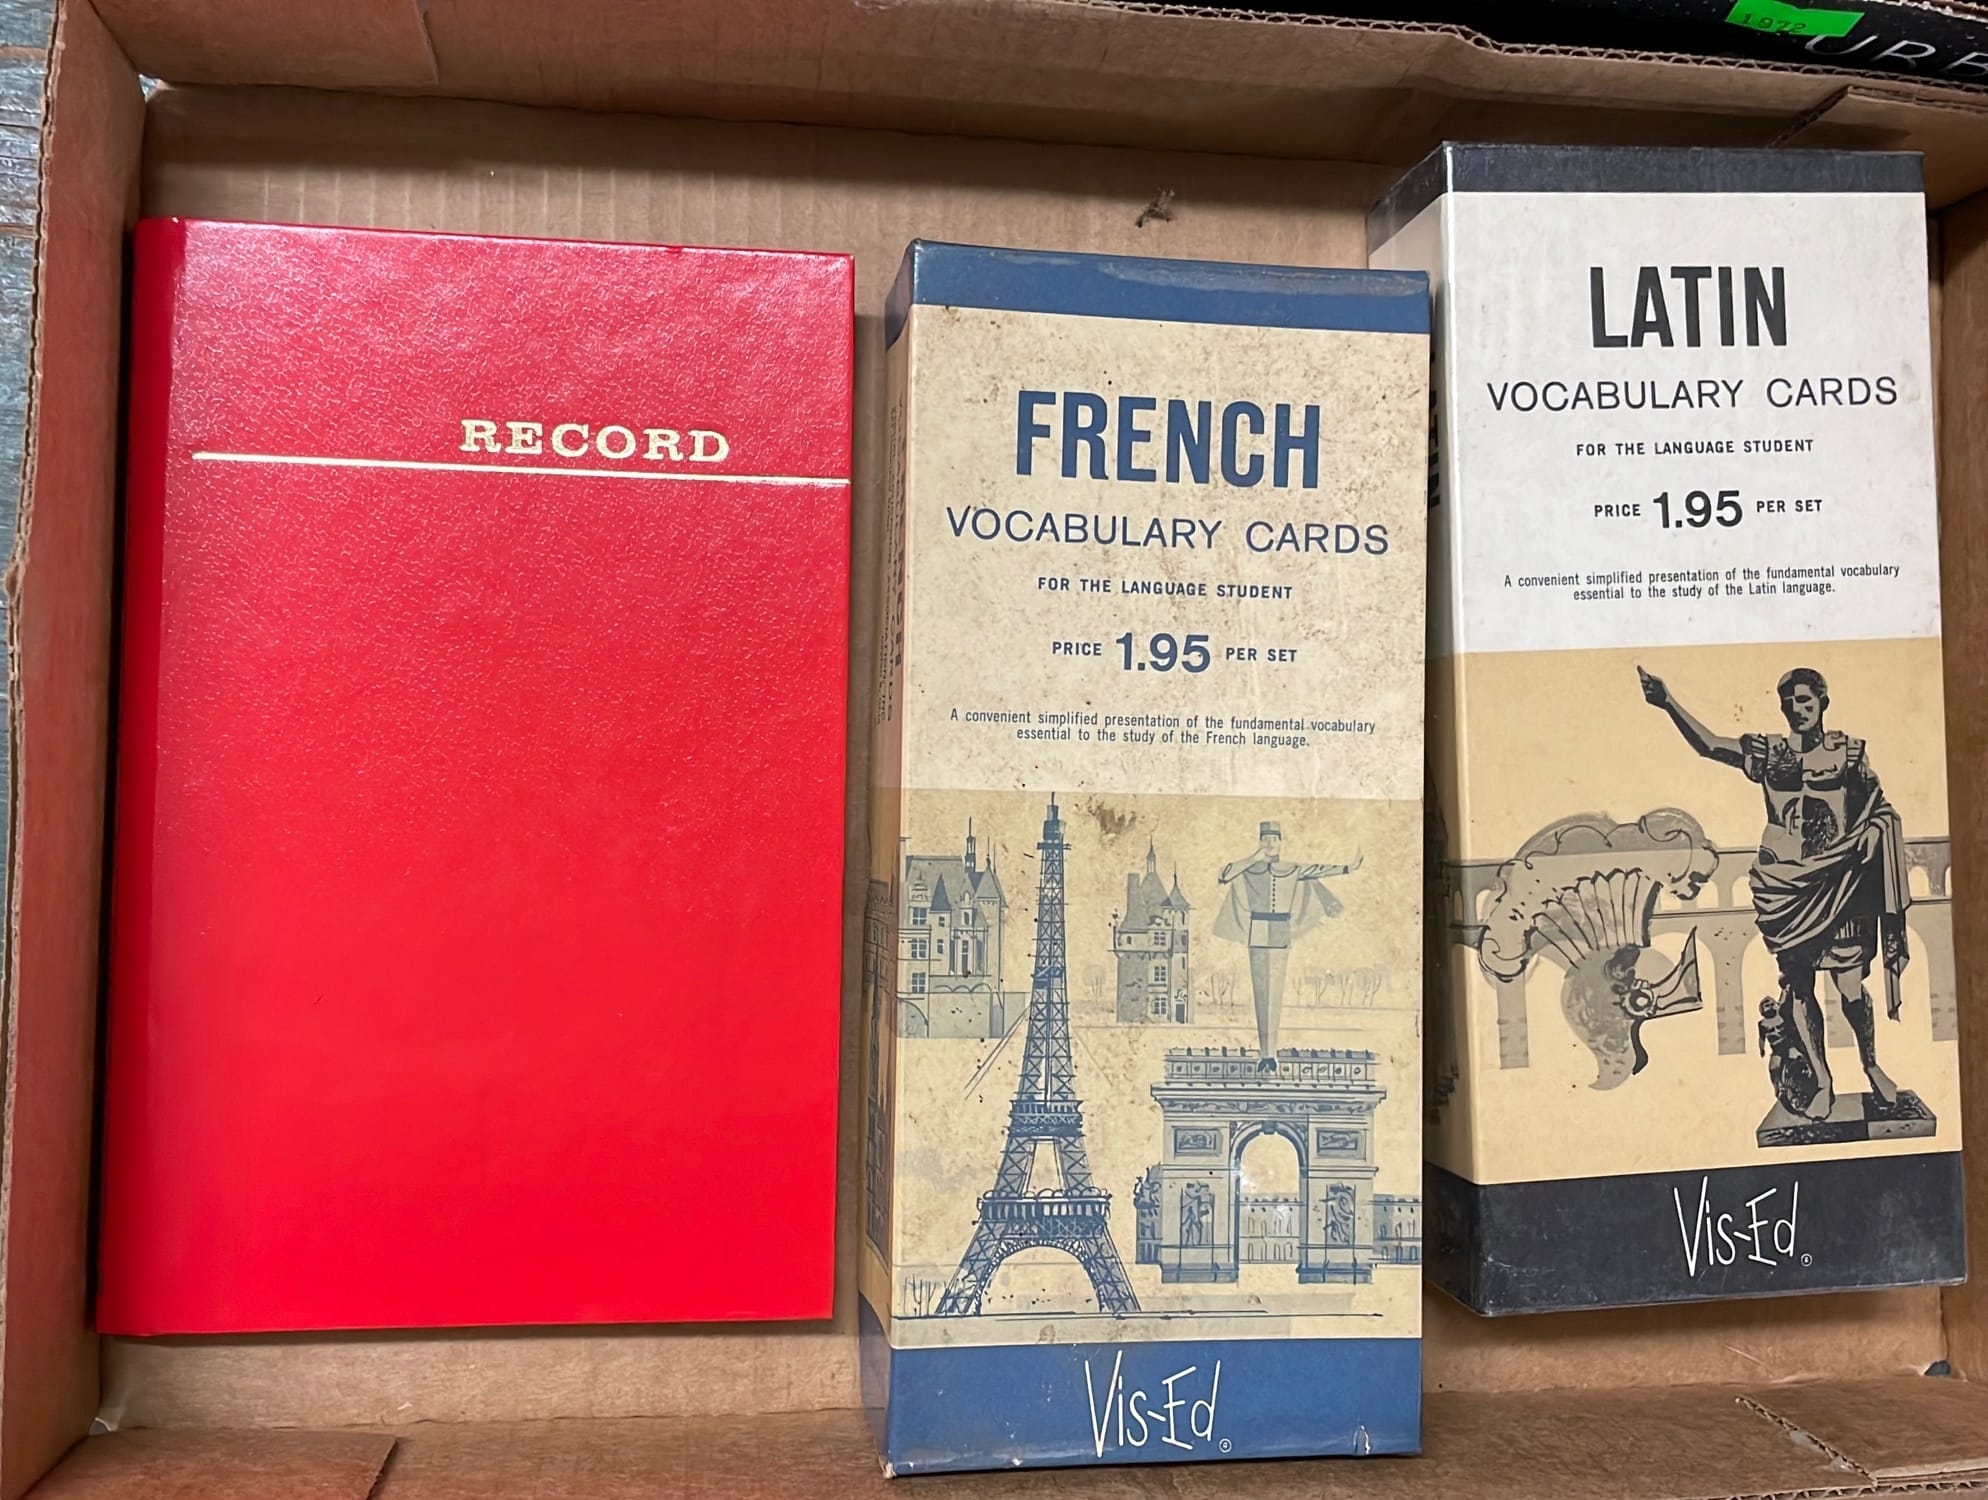 1972
URB
RECORD
FRENCH
VOCABULARY CARDS
FOR THE LANGUAGE STUDENT
PRICE 1.95 PER SET
A convenient simplified presentation of the fundamental vocabulary
essential to the study of the French language.
Vis-Ed®
LATIN
VOCABULARY CARDS
FOR THE LANGUAGE STUDENT
PRICE 1.95 PER SET
A convenient simplified presentation of the fundamental vocabulary
essential to the study of the Latin language.
Vis-Ed®